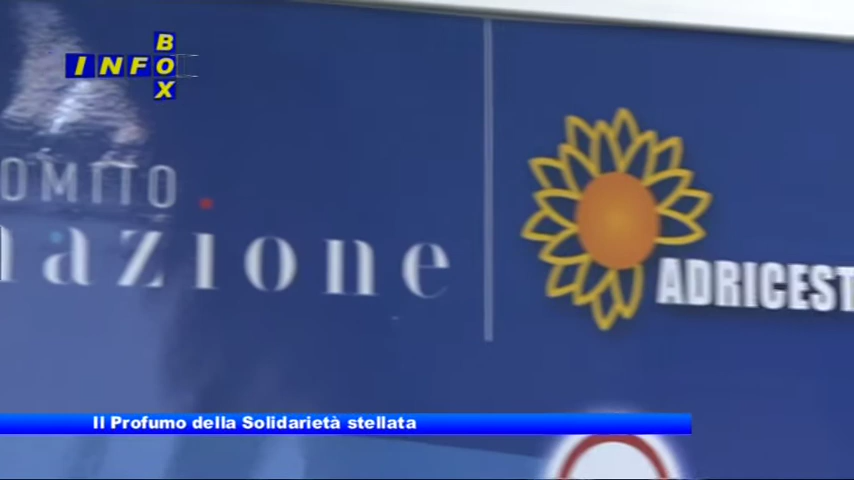 INFO
BOX
OMITO
azione
ADRICEST
Il Profumo della Solidarietà stellata